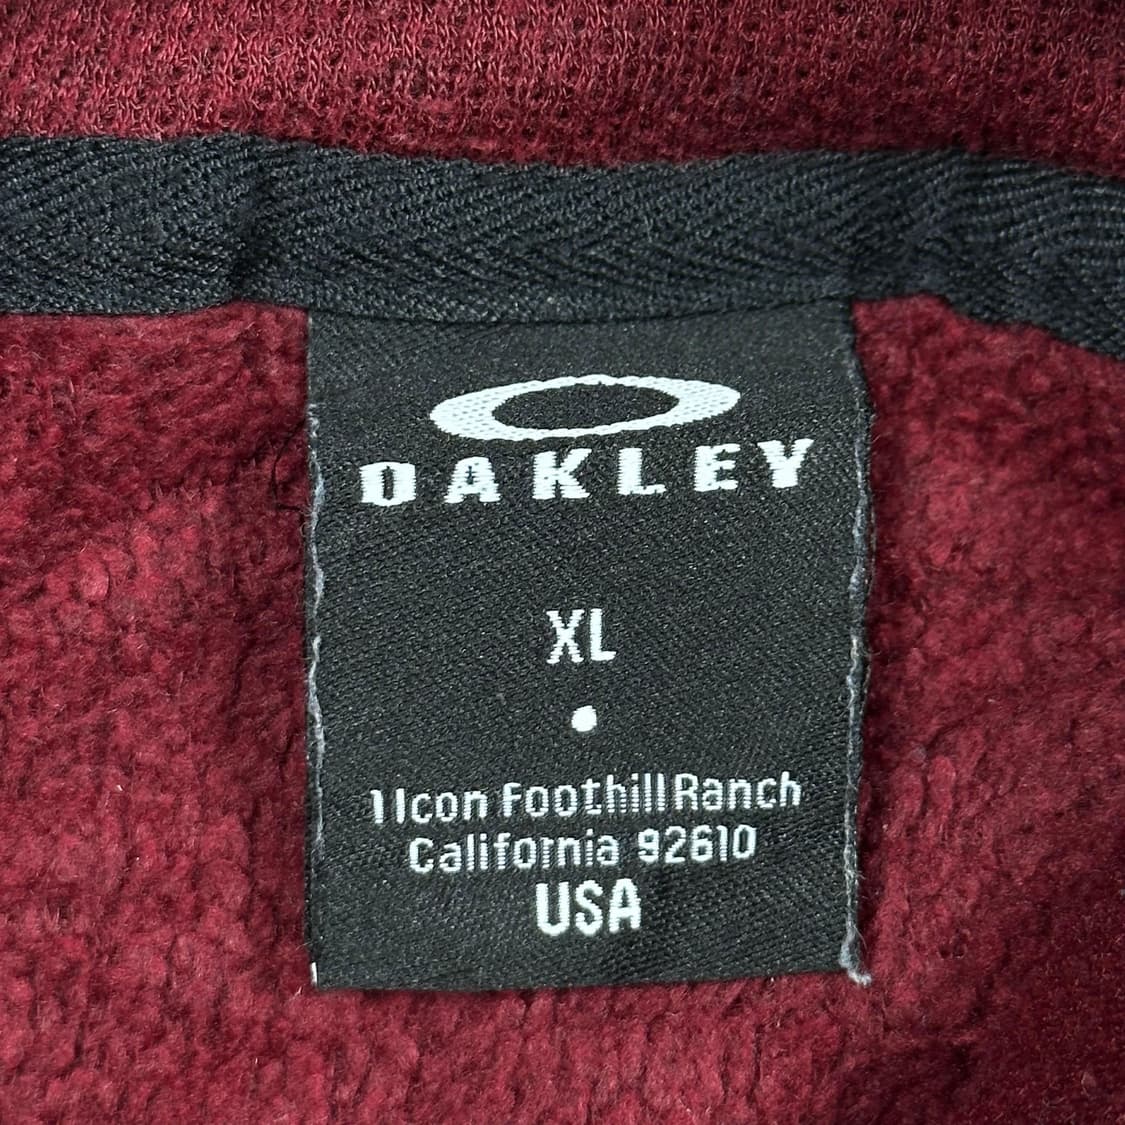 OAKLEY
XL
1 Icon Foothill Ranch
California 92610
USA